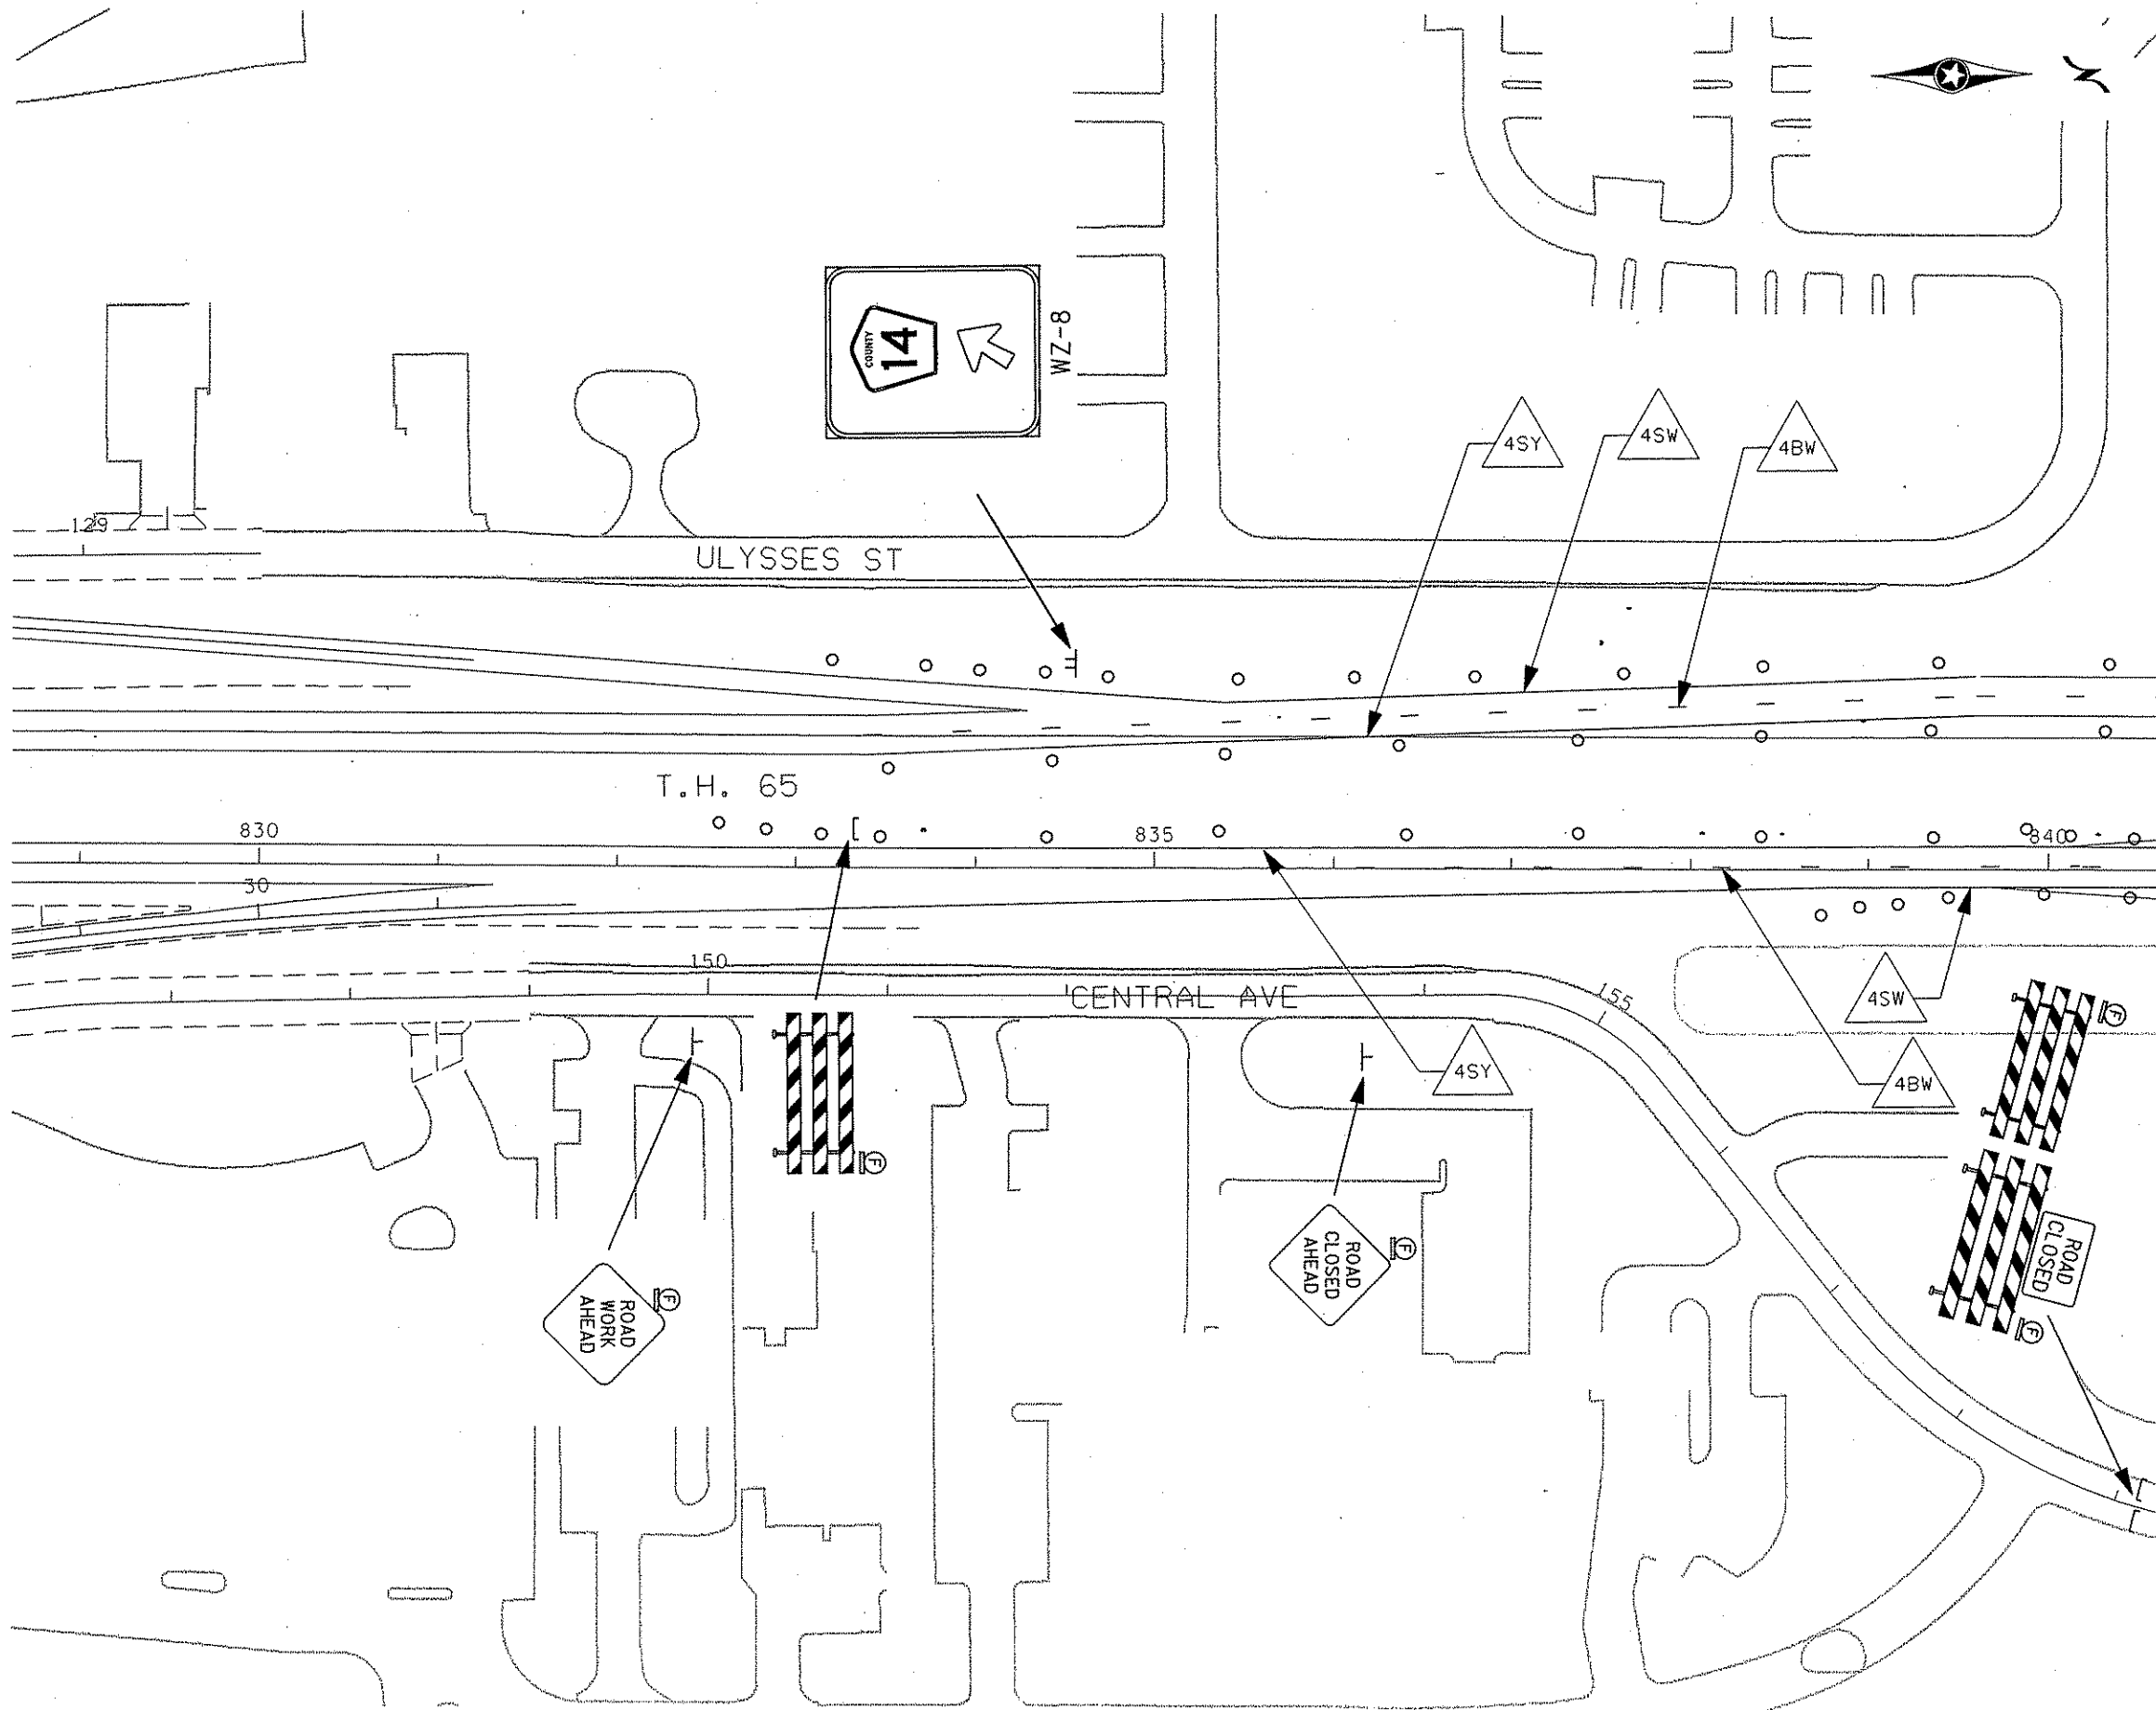 N
COUNTY
14
WZ-8
4SY
4SW
4BW
129
ULYSSES ST
T.H. 65
830
835
840
30
150
CENTRAL AVE
155
4SW
4SY
4BW
F
F
ROAD
CLOSED
AHEAD
F
ROAD
CLOSED
F
ROAD
WORK
AHEAD
F
F